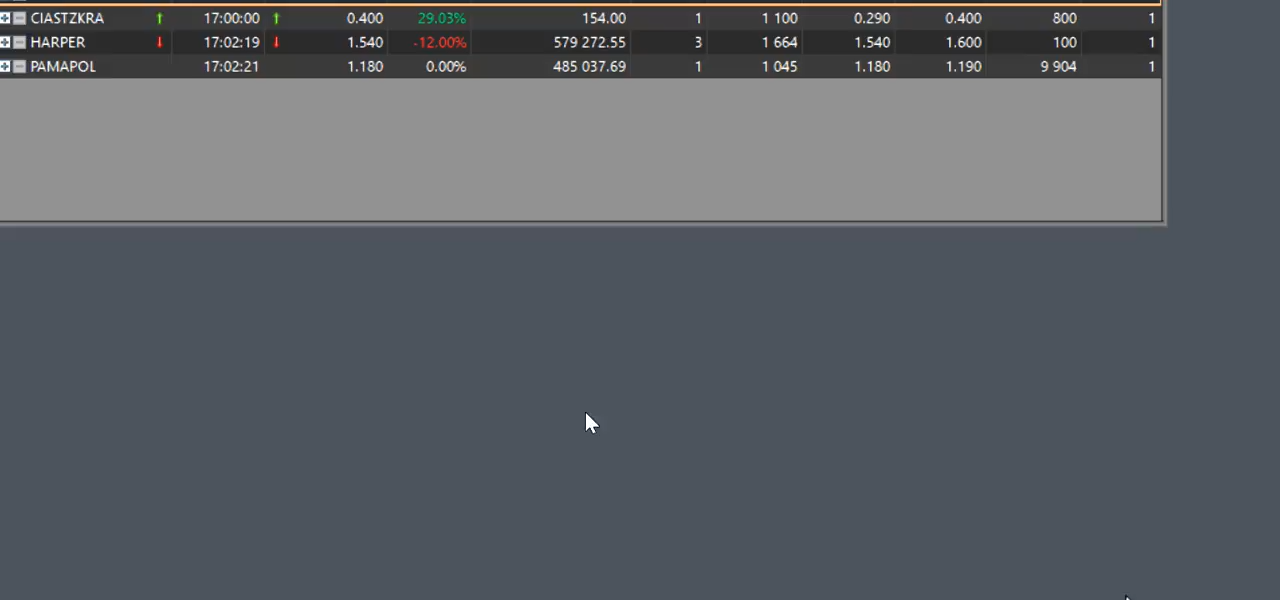 CIASTZKRA 17:00:00 0.400 29.03% 154.00 1 1 100 0.290 0.400 800 1
HARPER 17:02:19 1.540 -12.00% 579 272.55 3 1 664 1.540 1.600 100 1
PAMAPOL 17:02:21 1.180 0.00% 485 037.69 1 1 045 1.180 1.190 9 904 1